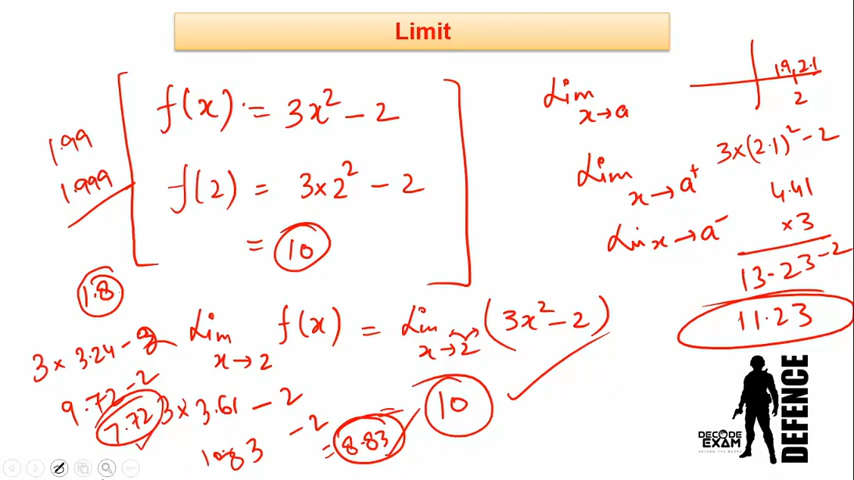 Limit
f(x) = 3x² - 2
f(2) = 3×2² - 2
= 10
1.99
1.999
1.8
Lim x→a
1.9, 2.1
2
Lim x→a⁺
Lin x→a⁻
3×(2.1)² - 2
4.41
×3
13.23 - 2
11.23
Lim x→2 f(x) = Lim x→2 (3x² - 2)
10
3 × 3.24 - 2
9.72 - 2
7.72
3 × 3.61 - 2
10.83 - 2
= 8.83
DECODE
EXAM
DEFENCE